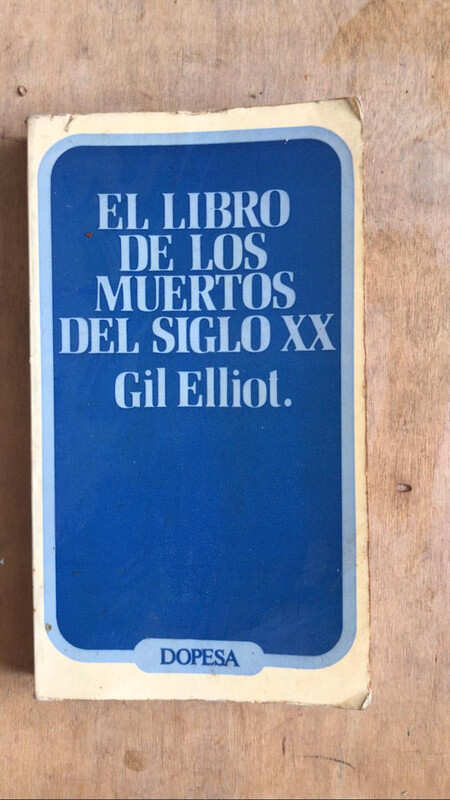 EL LIBRO
DE LOS
MUERTOS
DEL SIGLO XX
Gil Elliot.
DOPESA